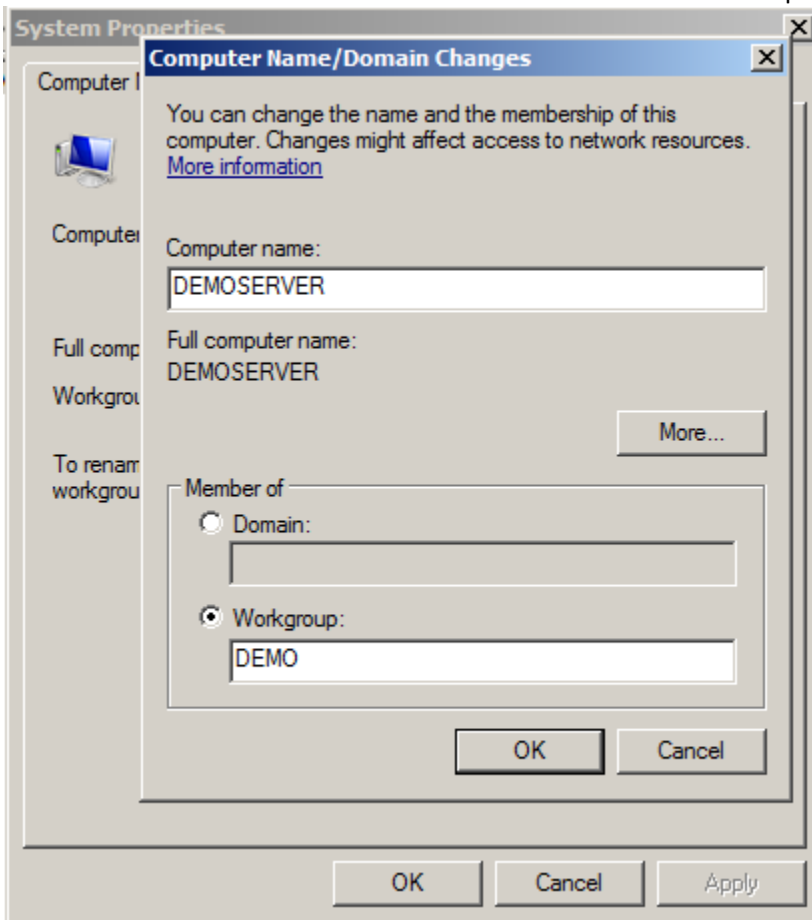 System Properties
Computer Name/Domain Changes
Computer
You can change the name and the membership of this
computer. Changes might affect access to network resources.
More information
Computer
Computer name:
DEMOSERVER
Full comp
Full computer name:
DEMOSERVER
Workgrou
More...
To renam
workgrou
Member of
Domain:
Workgroup:
DEMO
OK Cancel
OK Cancel Apply